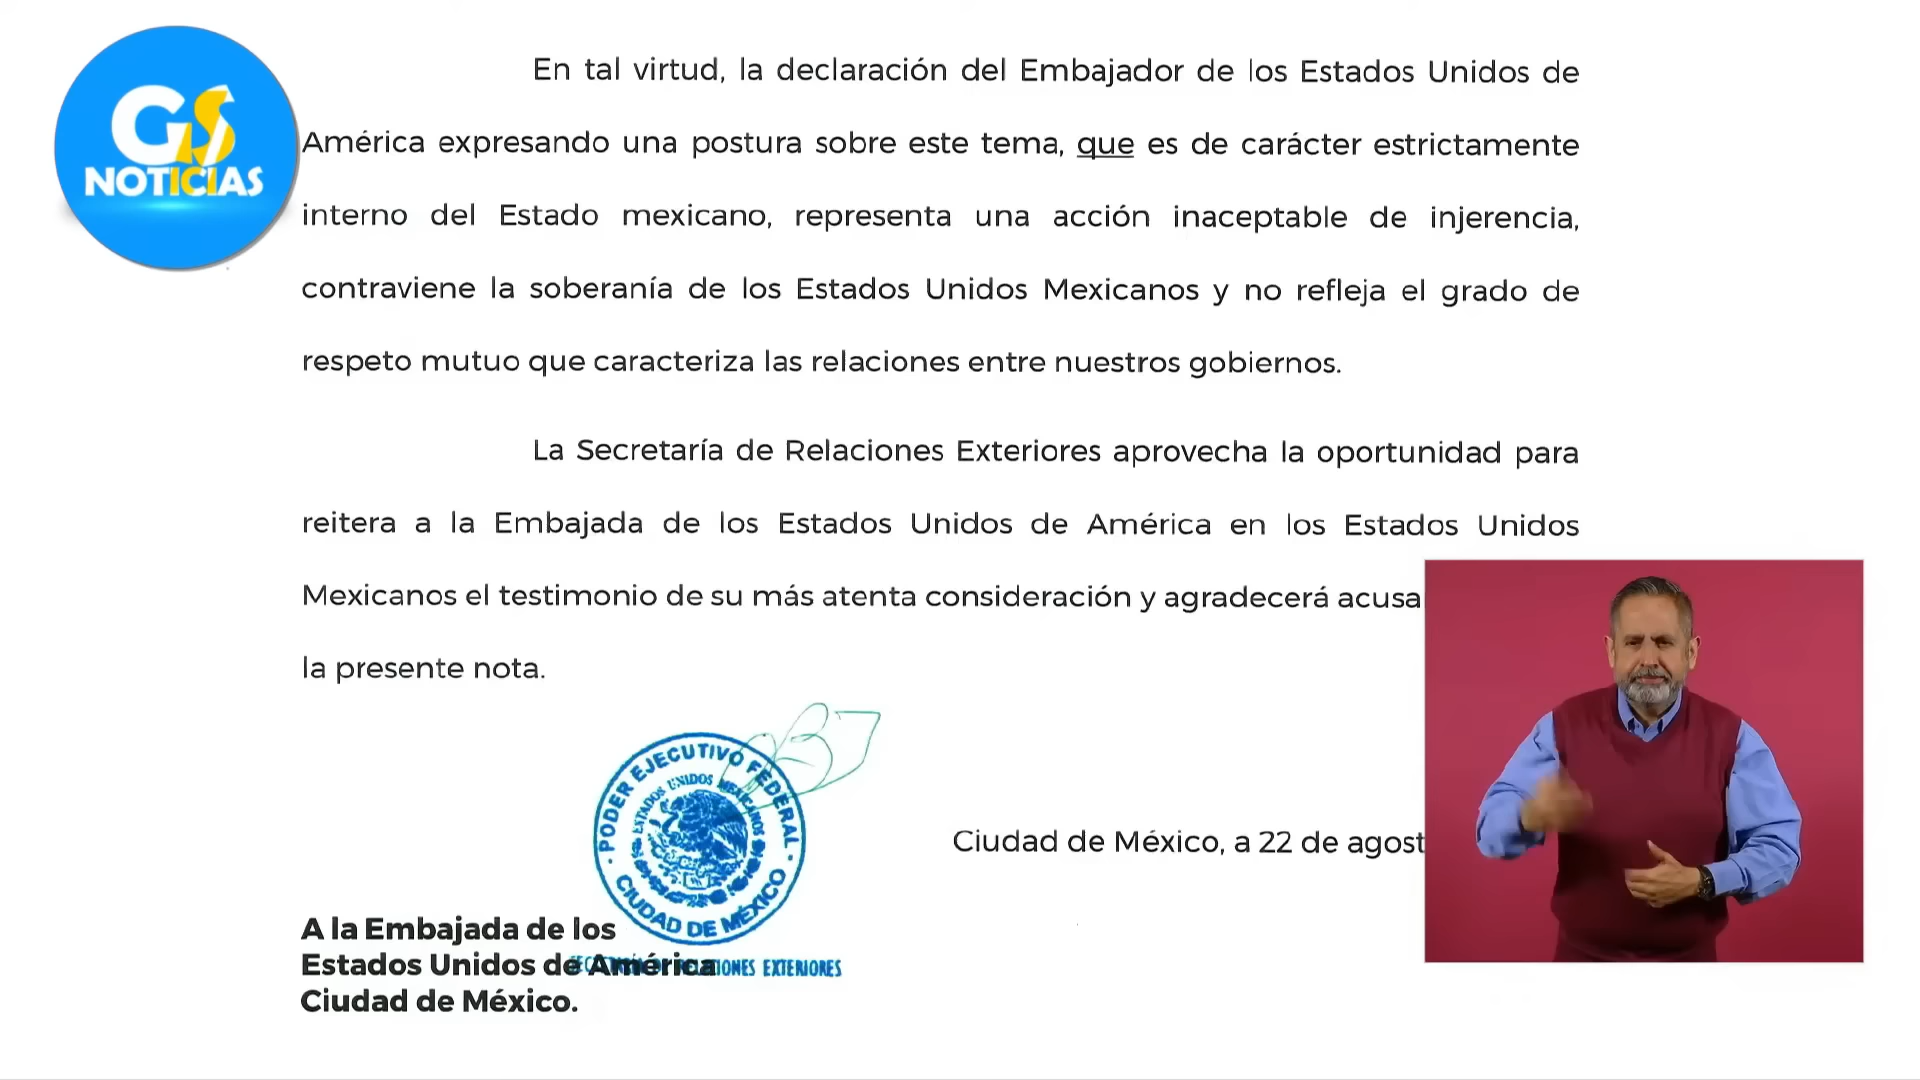 GS
NOTICIAS
En tal virtud, la declaración del Embajador de los Estados Unidos de
América expresando una postura sobre este tema, que es de carácter estrictamente
interno del Estado mexicano, representa una acción inaceptable de injerencia,
contraviene la soberanía de los Estados Unidos Mexicanos y no refleja el grado de
respeto mutuo que caracteriza las relaciones entre nuestros gobiernos.
La Secretaría de Relaciones Exteriores aprovecha la oportunidad para
reitera a la Embajada de los Estados Unidos de América en los Estados Unidos
Mexicanos el testimonio de su más atenta consideración y agradecerá acusa
la presente nota.
PODER EJECUTIVO FEDERAL
ESTADOS UNIDOS MEXICANOS
CIUDAD DE MÉXICO
Ciudad de México, a 22 de agost
A la Embajada de los
Estados Unidos de América
EXTERIORES
Ciudad de México.